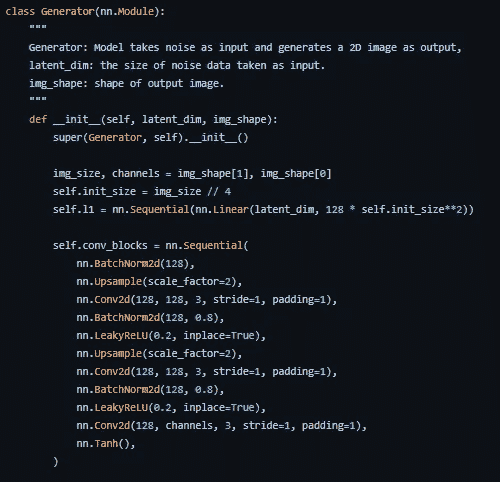 class Generator(nn.Module):
    """
    Generator: Model takes noise as input and generates a 2D image as output,
    latent_dim: the size of noise data taken as input.
    img_shape: shape of output image.
    """
    def __init__(self, latent_dim, img_shape):
        super(Generator, self).__init__()

        img_size, channels = img_shape[1], img_shape[0]
        self.init_size = img_size // 4
        self.l1 = nn.Sequential(nn.Linear(latent_dim, 128 * self.init_size**2))

        self.conv_blocks = nn.Sequential(
            nn.BatchNorm2d(128),
            nn.Upsample(scale_factor=2),
            nn.Conv2d(128, 128, 3, stride=1, padding=1),
            nn.BatchNorm2d(128, 0.8),
            nn.LeakyReLU(0.2, inplace=True),
            nn.Upsample(scale_factor=2),
            nn.Conv2d(128, 128, 3, stride=1, padding=1),
            nn.BatchNorm2d(128, 0.8),
            nn.LeakyReLU(0.2, inplace=True),
            nn.Conv2d(128, channels, 3, stride=1, padding=1),
            nn.Tanh(),
        )